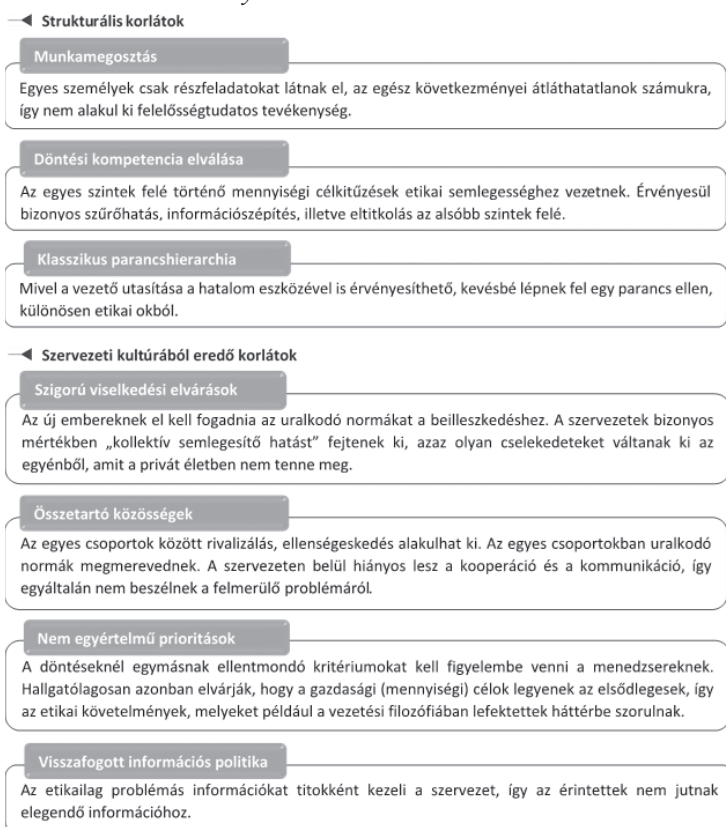 Strukturális korlátok
Munkamegosztás
Egyes személyek csak részfeladatokat látnak el, az egész következményei átláthatatlanok számukra,
így nem alakul ki felelősségtudatos tevékenység.
Döntési kompetencia elválása
Az egyes szintek felé történő mennyiségi célkitűzések etikai semlegességhez vezetnek. Érvényesül
bizonyos szűrőhatás, információszépítés, illetve eltitkolás az alsóbb szintek felé.
Klasszikus parancshierarchia
Mivel a vezető utasítása a hatalom eszközével is érvényesíthető, kevésbé lépnek fel egy parancs ellen,
különösen etikai okból.
Szervezeti kultúrából eredő korlátok
Szigorú viselkedési elvárások
Az új embereknek el kell fogadnia az uralkodó normákat a beilleszkedéshez. A szervezetek bizonyos
mértékben „kollektív semlegesítő hatást” fejtenek ki, azaz olyan cselekedeteket váltanak ki az
egyénből, amit a privát életben nem tenne meg.
Összetartó közösségek
Az egyes csoportok között rivalizálás, ellenségeskedés alakulhat ki. Az egyes csoportokban uralkodó
normák megmerevednek. A szervezeten belül hiányos lesz a kooperáció és a kommunikáció, így
egyáltalán nem beszélnek a felmerülő problémáról.
Nem egyértelmű prioritások
A döntéseknél egymásnak ellentmondó kritériumokat kell figyelembe venni a menedzsereknek.
Hallgatólagosan azonban elvárják, hogy a gazdasági (mennyiségi) célok legyenek az elsődlegesek, így
az etikai követelmények, melyeket például a vezetési filozófiában lefektettek háttérbe szorulnak.
Visszafogott információs politika
Az etikailag problémás információkat titokként kezeli a szervezet, így az érintettek nem jutnak
elegendő információhoz.